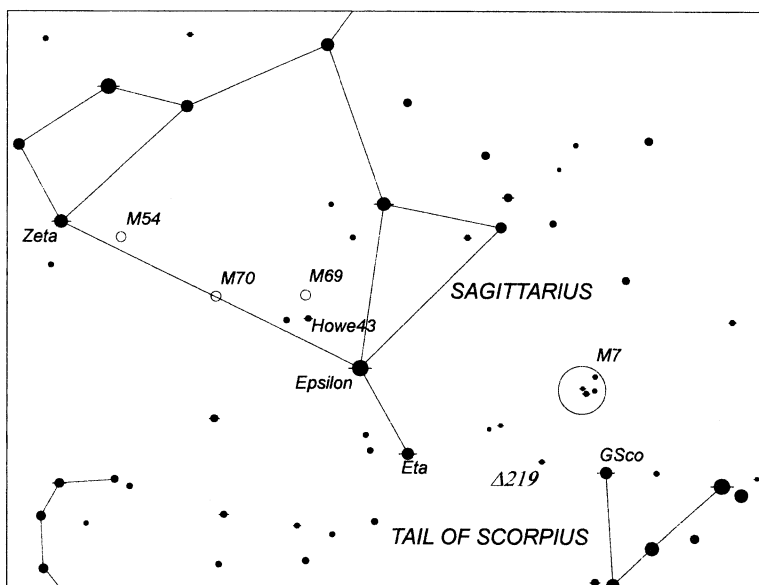 M54
Zeta
M70
M69
SAGITTARIUS
Howe43
M7
Epsilon
GSco
Eta
Δ219
TAIL OF SCORPIUS